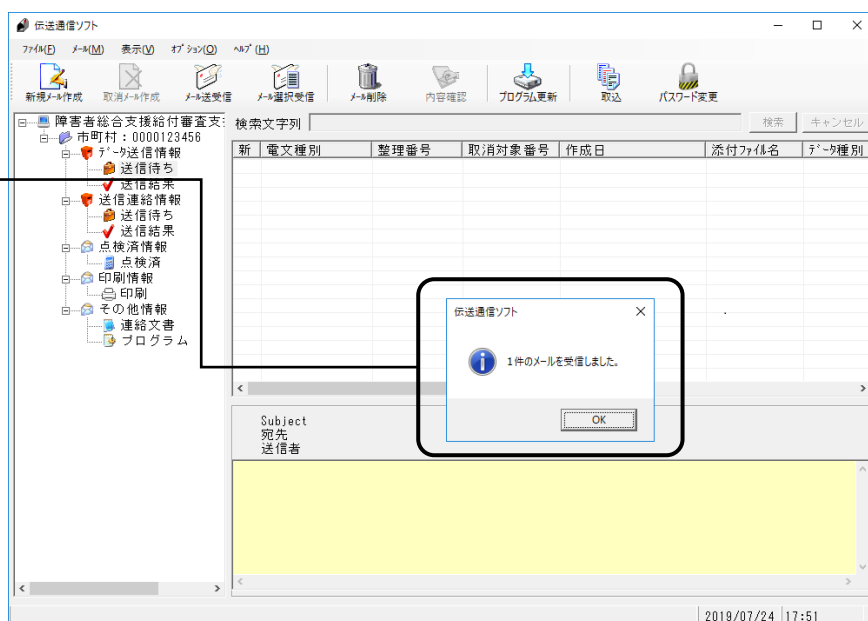 伝送通信ソフト
ファイル(F) メール(M) 表示(V) オプション(O) ヘルプ(H)
新規メール作成 取消メール作成 メール送受信 メール選択受信 メール削除 内容確認 プログラム更新 取込 パスワード変更
障害者総合支援給付審査支
検索文字列 検索 キャンセル
市町村:0000123456
新 電文種別 整理番号 取消対象番号 作成日 添付ファイル名 データ種別
データ送信情報
送信待ち
送信結果
送信連絡情報
送信待ち
送信結果
点検済情報
点検済
印刷情報
印刷
その他情報
連絡文書
プログラム
伝送通信ソフト
1件のメールを受信しました。
OK
Subject
宛先
送信者
2019/07/24 17:51